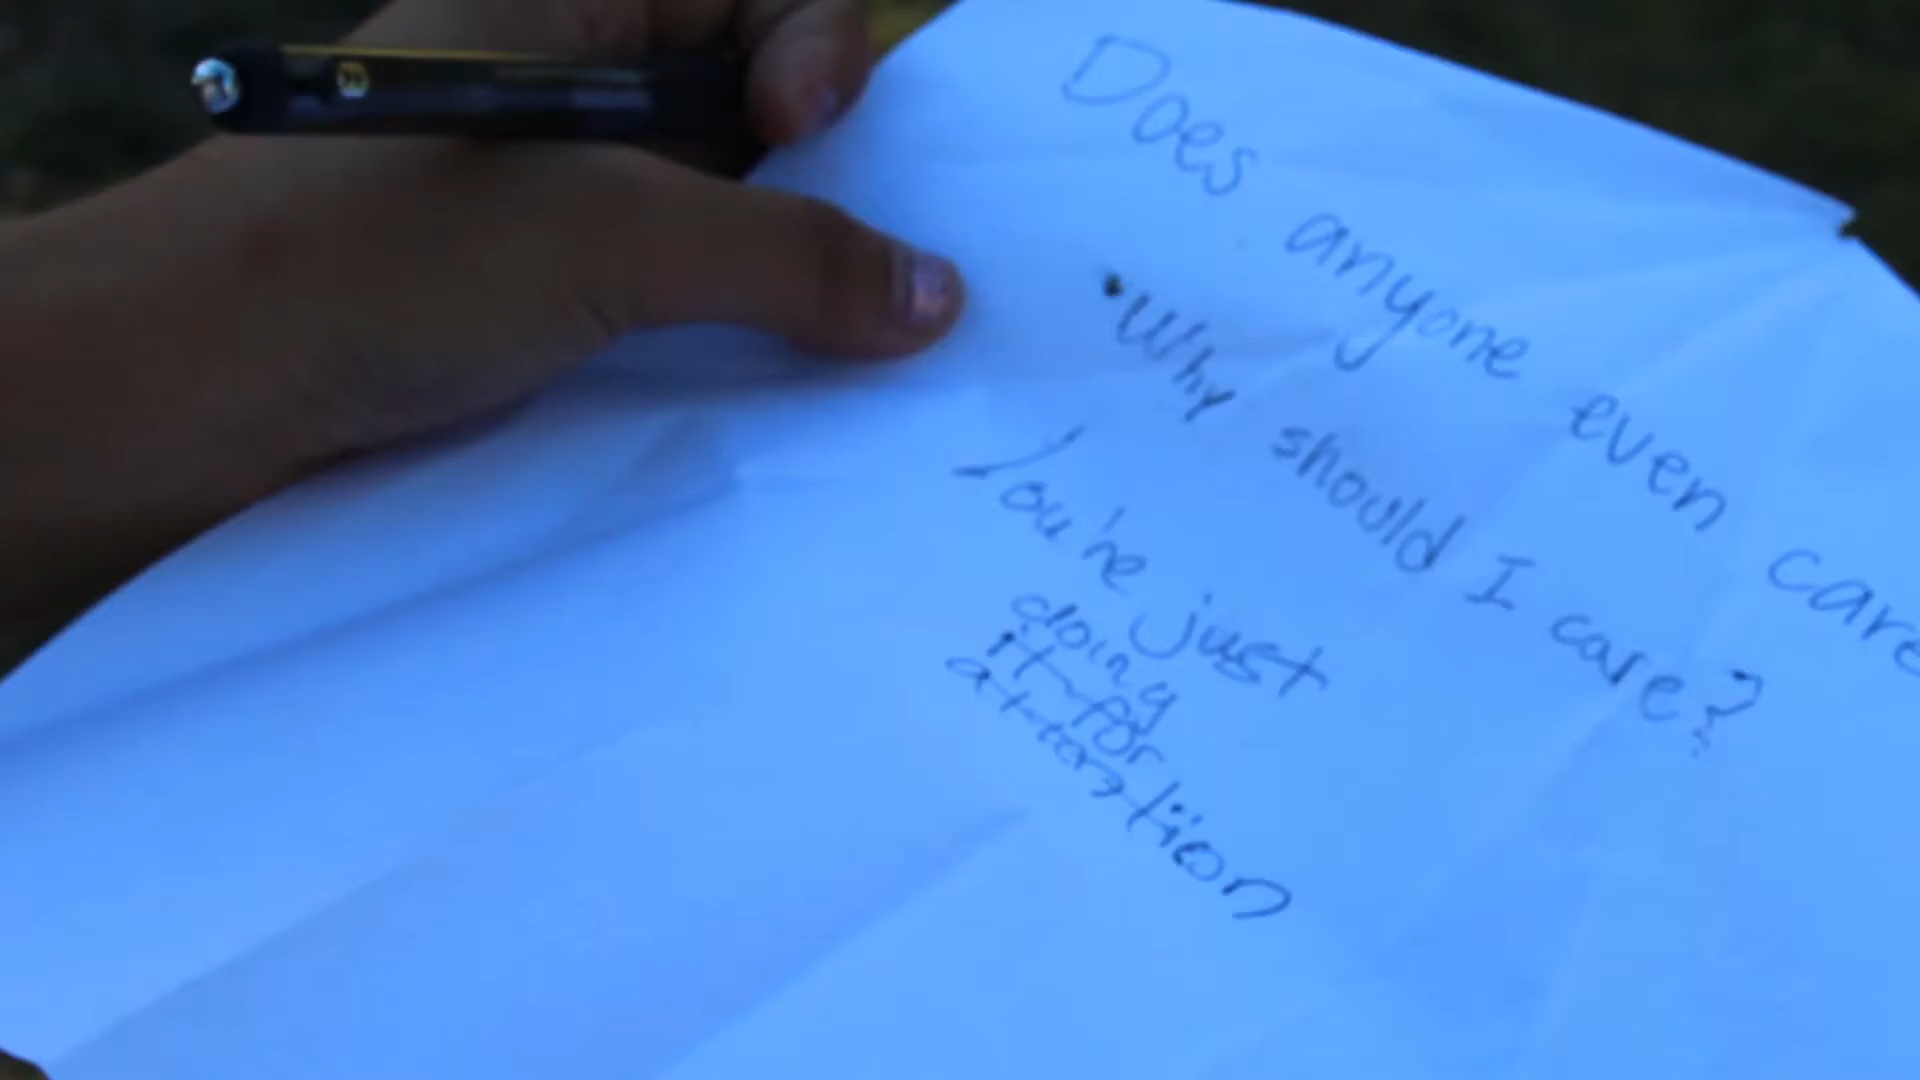 Does anyone even care
• Why should I care?
You're just
doing
it for
attention